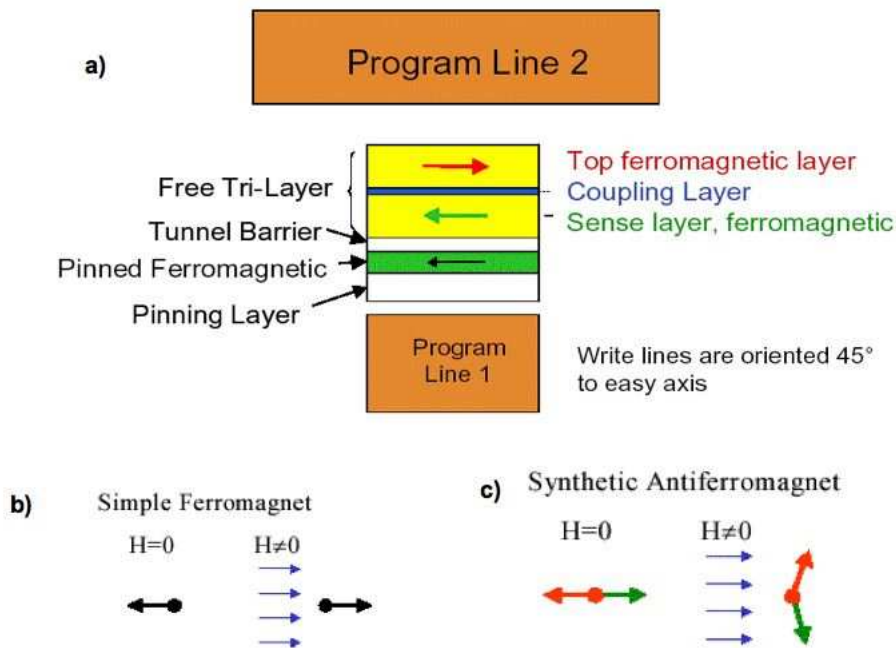 a)
Program Line 2
Free Tri-Layer
Tunnel Barrier
Pinned Ferromagnetic
Pinning Layer
Top ferromagnetic layer
Coupling Layer
Sense layer, ferromagnetic
Program
Line 1
Write lines are oriented 45°
to easy axis
b)
Simple Ferromagnet
H=0
H≠0
c)
Synthetic Antiferromagnet
H=0
H≠0